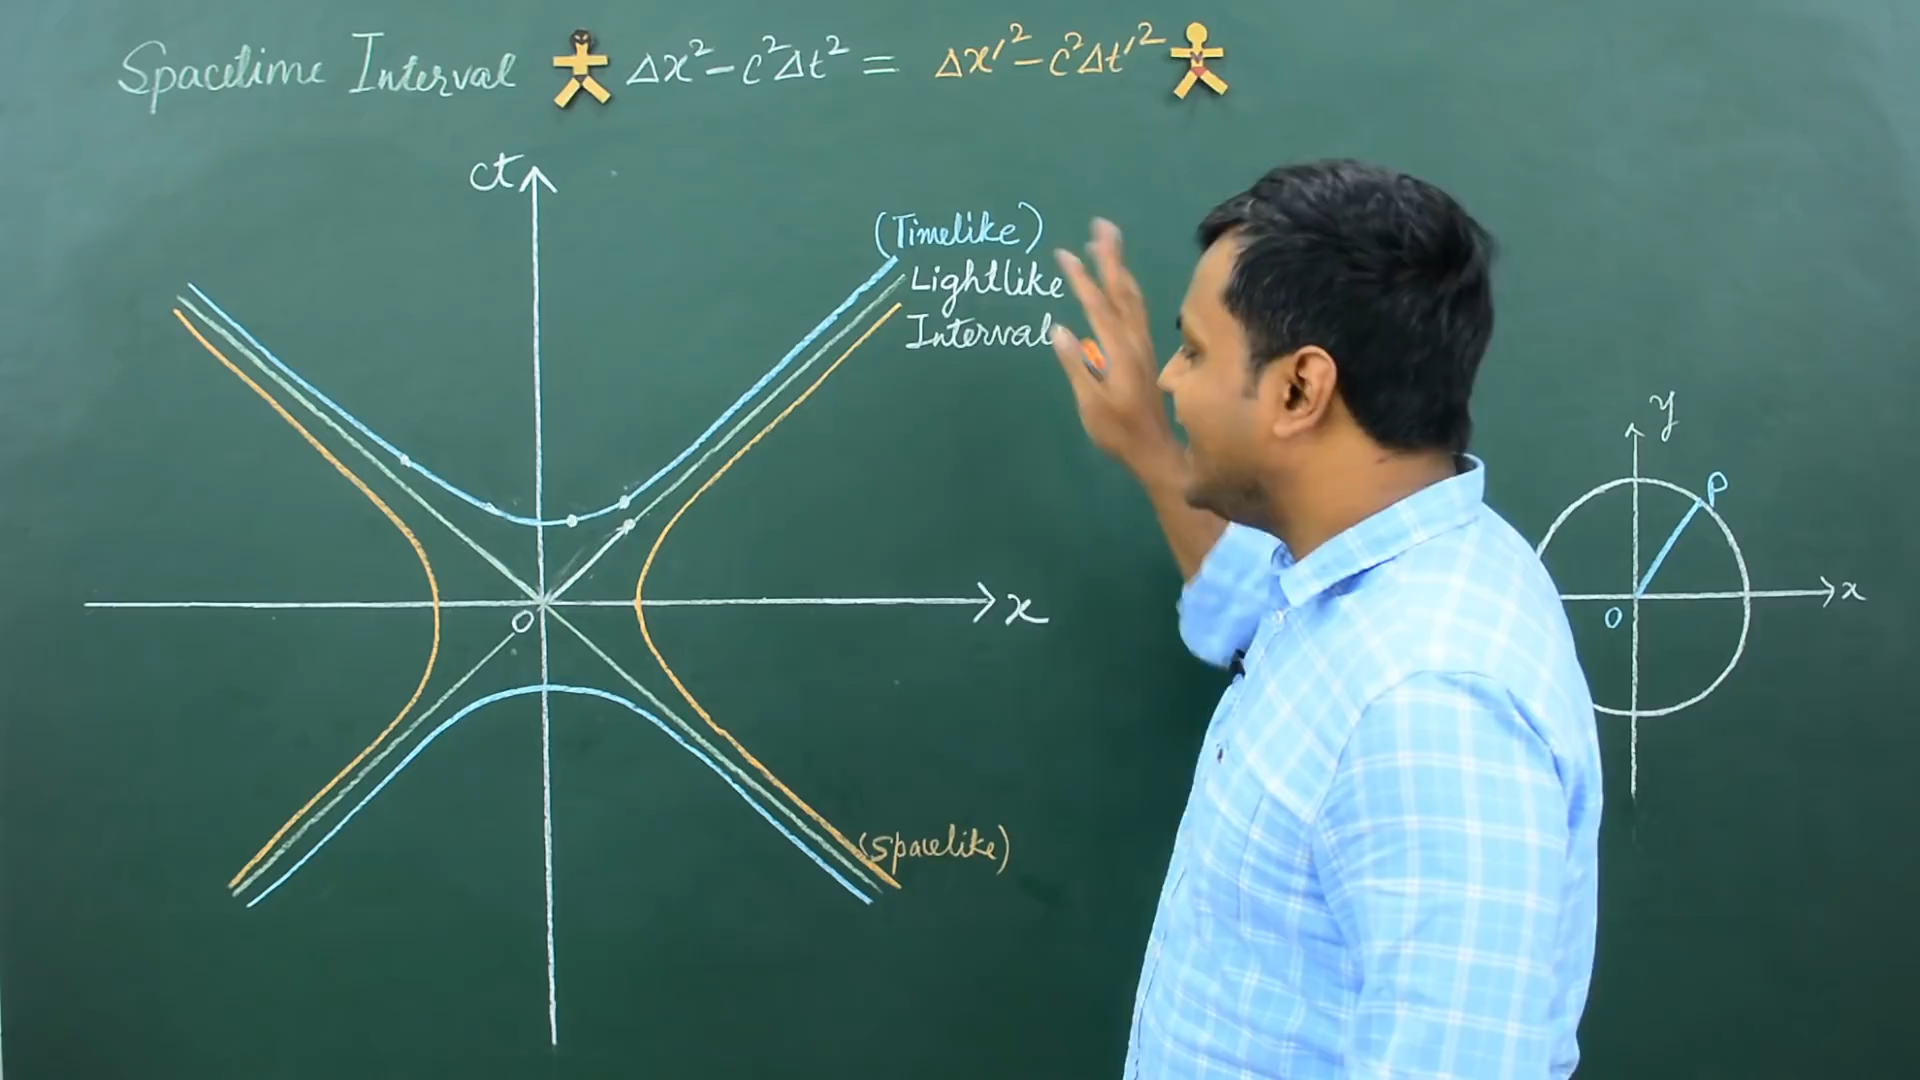 Spacetime Interval Δx² - c²Δt² = Δx'² - c²Δt'²
ct
(Timelike)
Lightlike
Interval
O
x
(Spacelike)
y
P
O
x